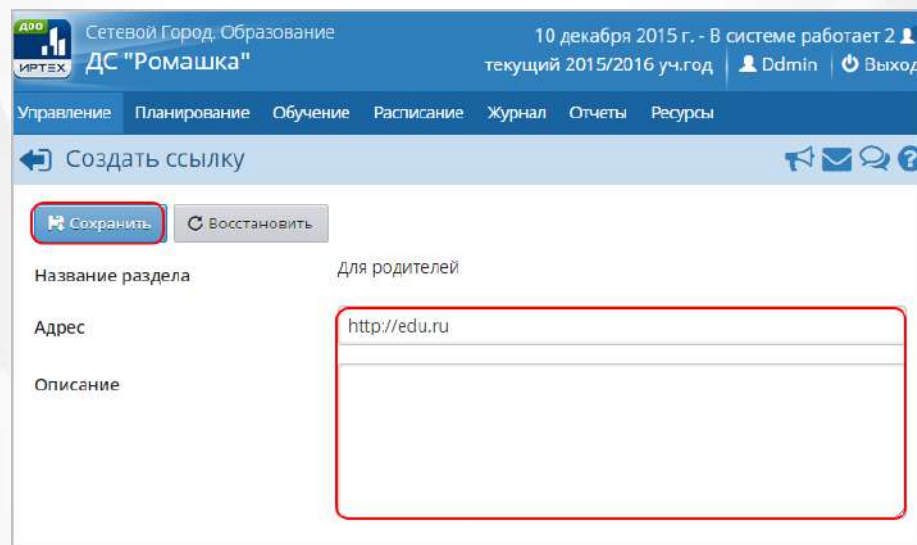 ДОО
ИРТЕХ
Сетевой Город. Образование
ДС "Ромашка"
10 декабря 2015 г. - В системе работает 2
текущий 2015/2016 уч.год Ddmin Выход
Управление Планирование Обучение Расписание Журнал Отчеты Ресурсы
Создать ссылку
Сохранить Восстановить
Название раздела Для родителей
Адрес http://edu.ru
Описание